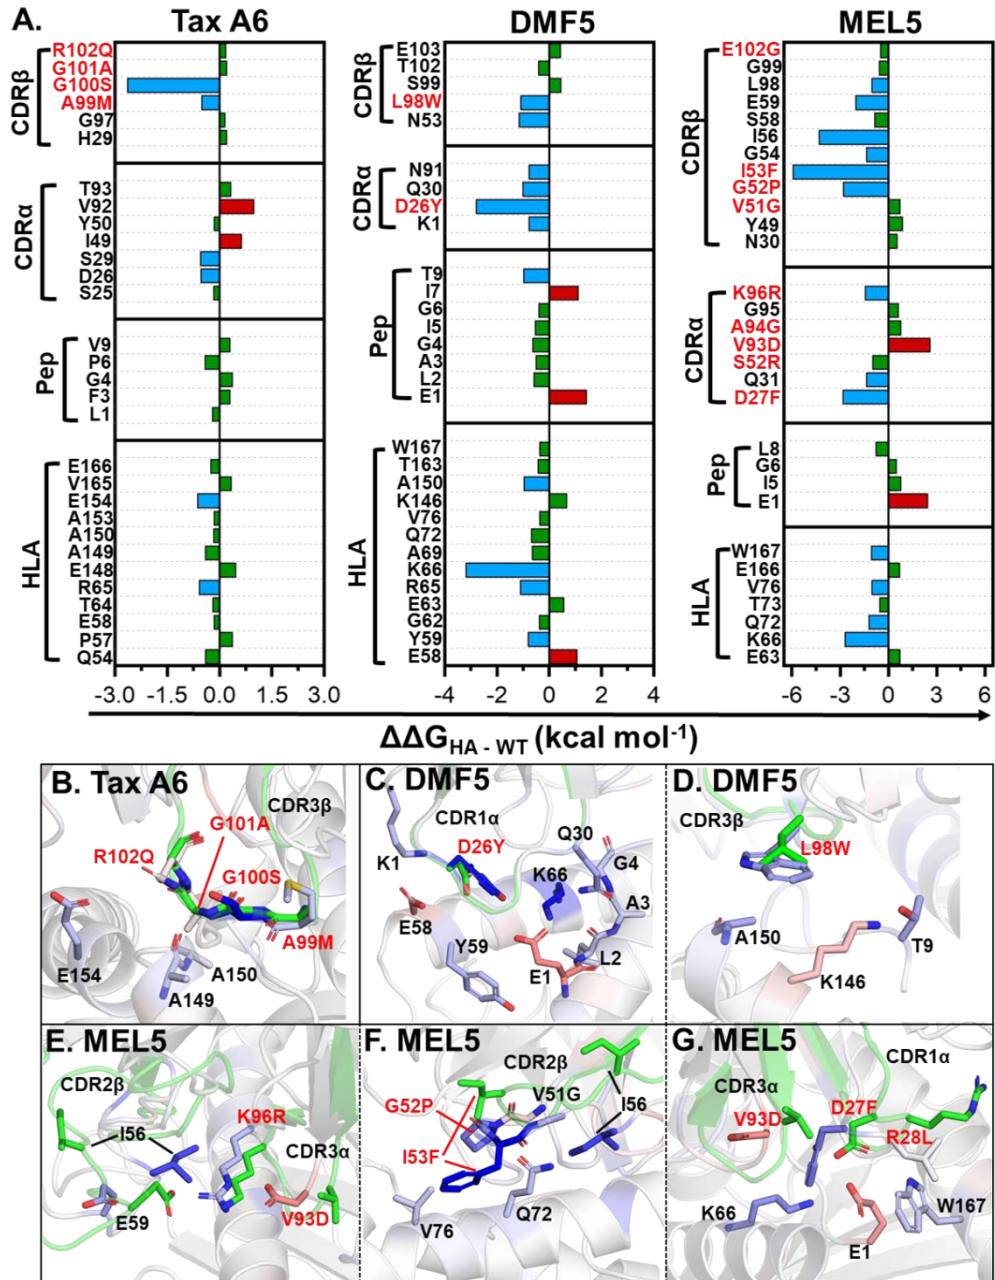 A.
Tax A6
DMF5
MEL5
CDRβ
R102Q
G101A
G100S
A99M
G97
H29
CDRα
T93
V92
Y50
I49
S29
D26
S25
Pep
V9
P6
G4
F3
L1
HLA
E166
V165
E154
A153
A150
A149
E148
R65
T64
E58
P57
Q54
-3.0 -1.5 0.0 1.5 3.0
CDRβ
E103
T102
S99
L98W
N53
CDRα
N91
Q30
D26Y
K1
Pep
T9
I7
G6
I5
G4
A3
L2
E1
HLA
W167
T163
A150
K146
V76
Q72
A69
K66
R65
E63
G62
Y59
E58
-4 -2 0 2 4
CDRβ
E102G
G99
L98
E59
S58
I56
G54
I53F
G52P
V51G
Y49
N30
CDRα
K96R
G95
A94G
V93D
S52R
Q31
D27F
Pep
L8
G6
I5
E1
HLA
W167
E166
V76
T73
Q72
K66
E63
-6 -3 0 3 6
ΔΔG HA - WT (kcal mol-1)
B. Tax A6
CDR3β
G101A
R102Q
G100S
A99M
E154
A150
A149
C. DMF5
CDR1α
D26Y
Q30
K1
K66
G4
E58
A3
Y59
E1
L2
D. DMF5
CDR3β
L98W
A150
T9
K146
E. MEL5
CDR2β
I56
K96R
CDR3α
E59
V93D
F. MEL5
CDR2β
V51G
G52P
I56
I53F
V76
Q72
G. MEL5
CDR1α
CDR3α
V93D
D27F
R28L
K66
E1
W167